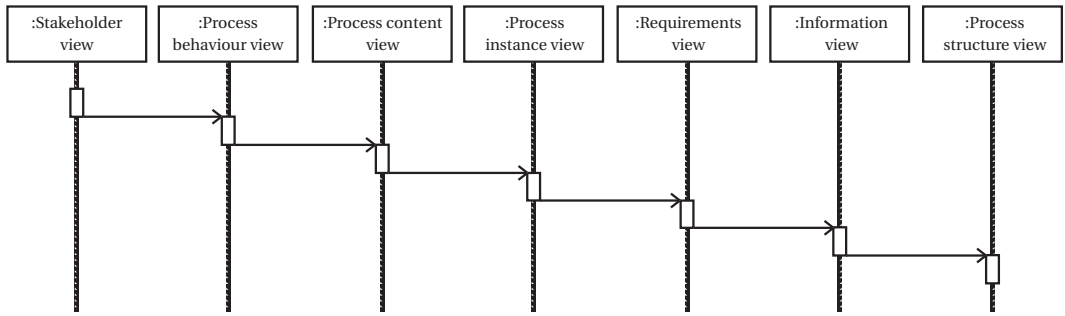 :Stakeholder
view
:Process
behaviour view
:Process content
view
:Process
instance view
:Requirements
view
:Information
view
:Process
structure view